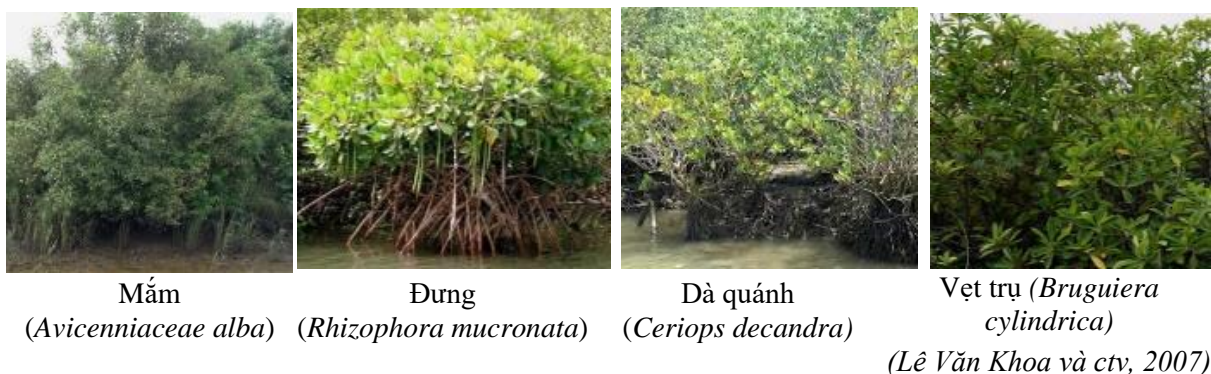 Mắm
(Avicenniaceae alba)
Đưng
(Rhizophora mucronata)
Dà quánh
(Ceriops decandra)
Vẹt trụ (Bruguiera
cylindrica)
(Lê Văn Khoa và ctv, 2007)